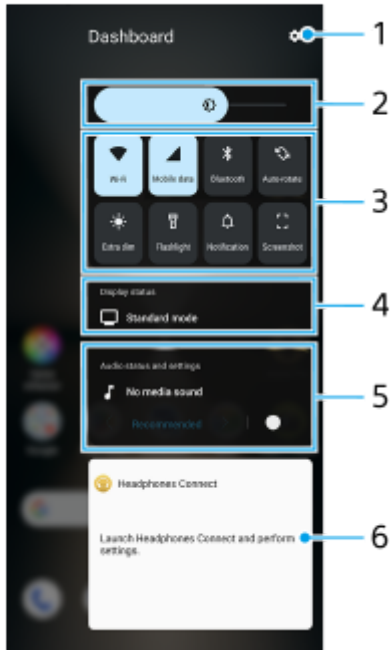 Dashboard
1
2
Wi-Fi
Mobile data
Bluetooth
Auto-rotate
3
Extra dim
Flashlight
Notification
Screenshot
Display status
Standard mode
4
Audio status and settings
No media sound
5
Recommended
Headphones Connect
Launch Headphones Connect and perform
settings.
6